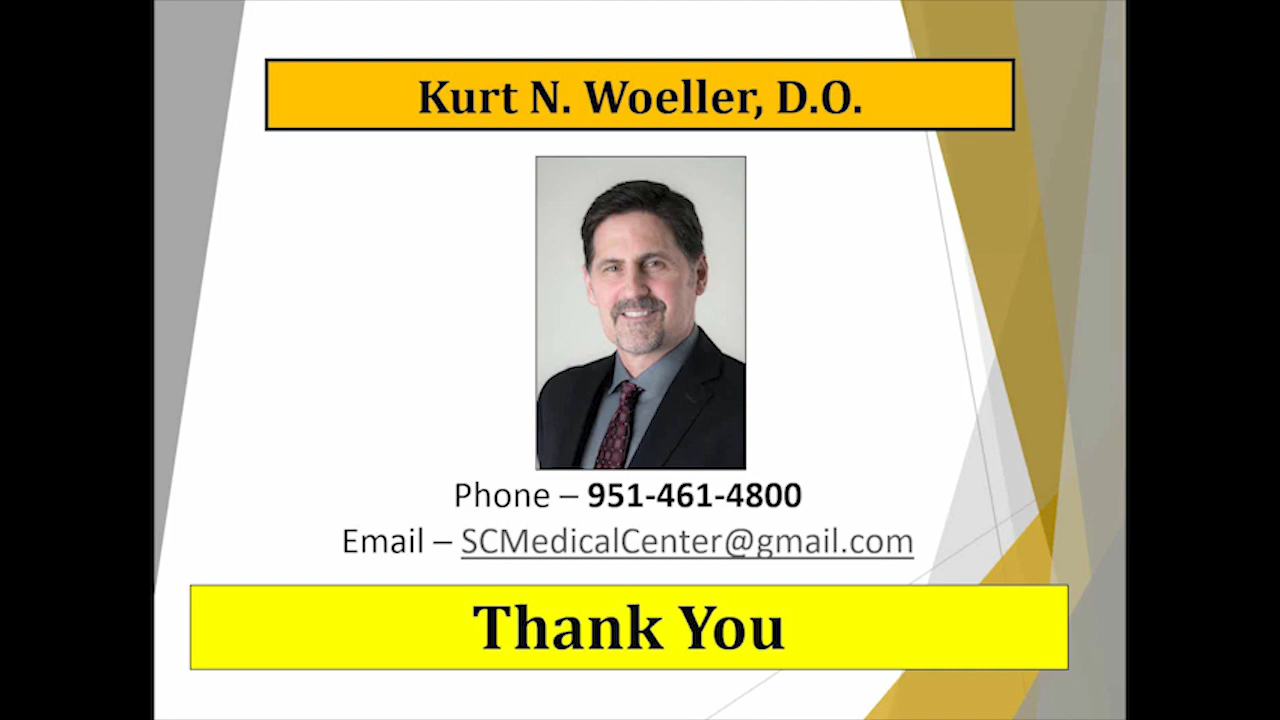 Kurt N. Woeller, D.O.
Phone – 951-461-4800
Email – SCMedicalCenter@gmail.com
Thank You